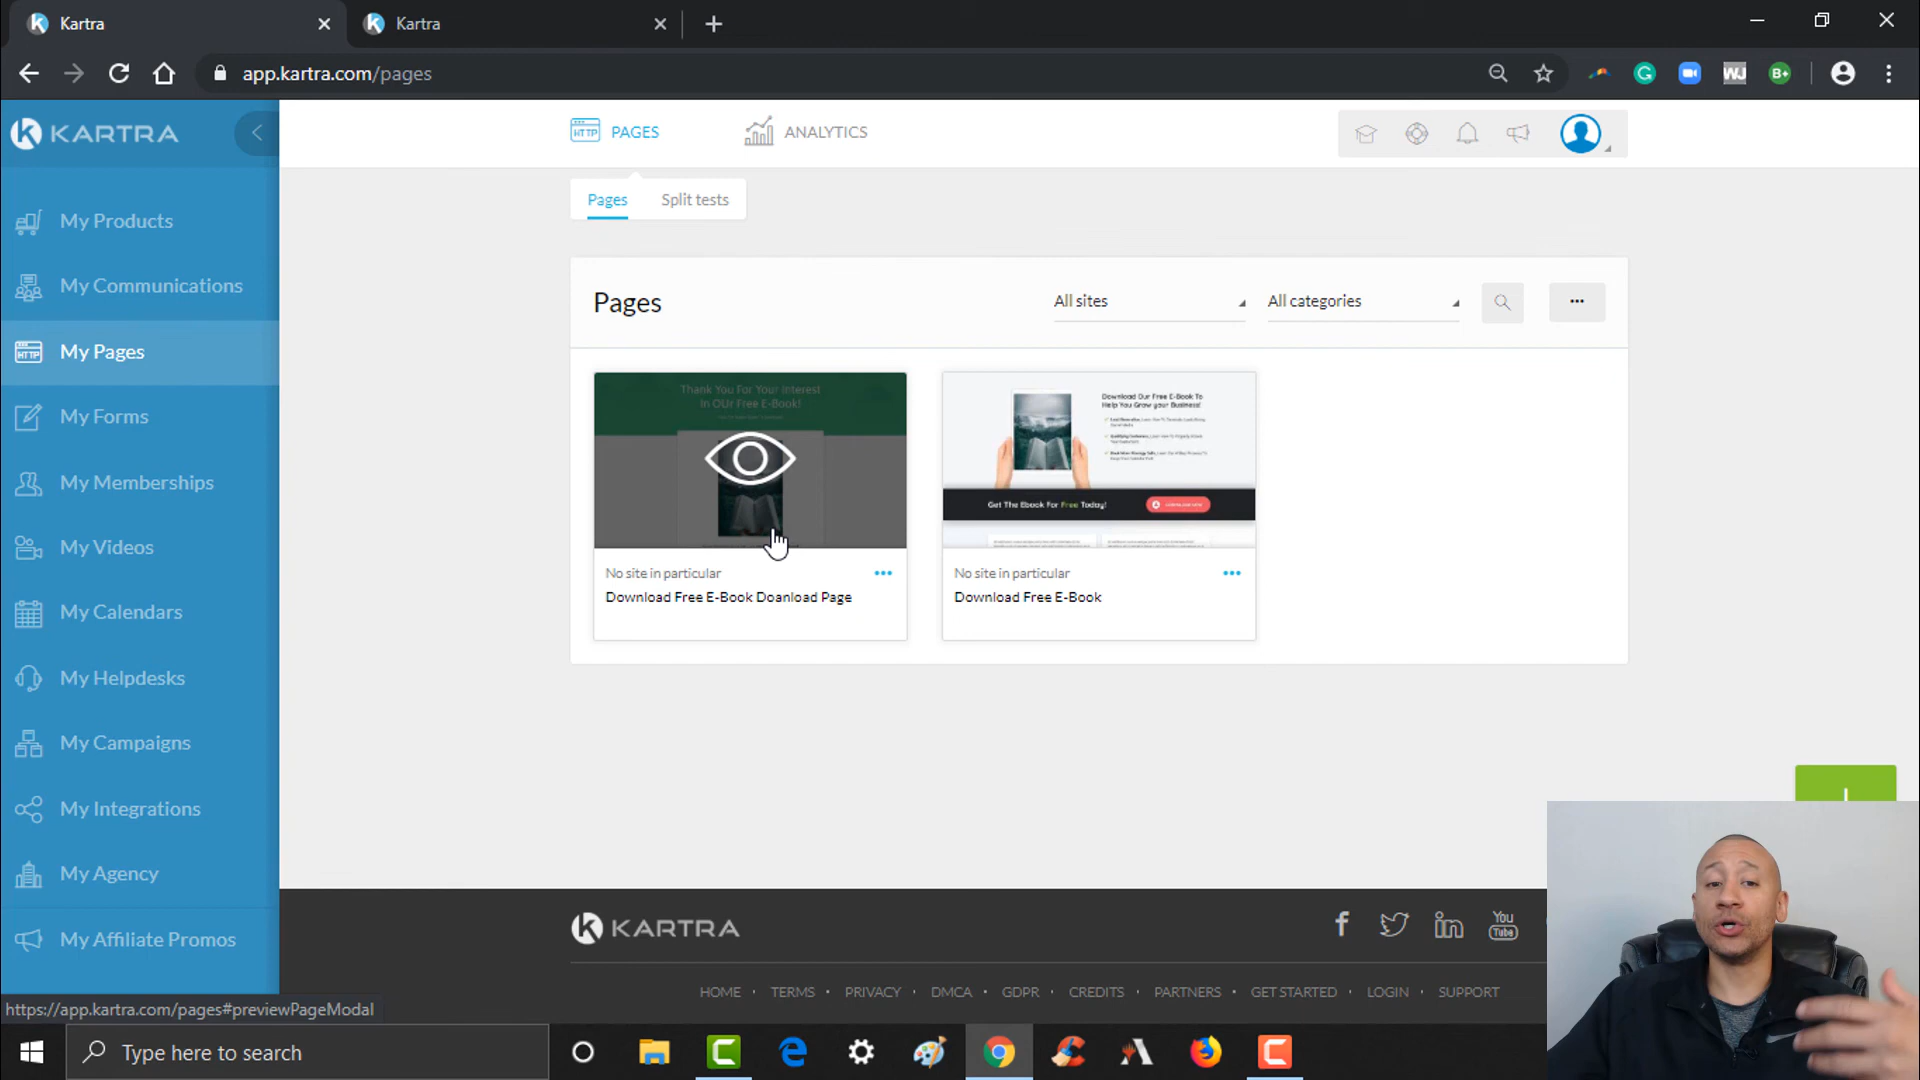 Kartra
Kartra
app.kartra.com/pages
KARTRA
PAGES
ANALYTICS
Pages
Split tests
My Products
My Communications
My Pages
My Forms
My Memberships
My Videos
My Calendars
My Helpdesks
My Campaigns
My Integrations
My Agency
My Affiliate Promos
Pages
All sites
All categories
Thank You For Your Interest
In OUr Free E-Book!
Download Our Free E-Book To
Help You Grow your Business!
Get The Ebook For Free Today!
No site in particular
Download Free E-Book Doanload Page
No site in particular
Download Free E-Book
KARTRA
You
Tube
HOME
TERMS
PRIVACY
DMCA
GDPR
CREDITS
PARTNERS
GET STARTED
LOGIN
SUPPORT
https://app.kartra.com/pages#previewPageModal
Type here to search